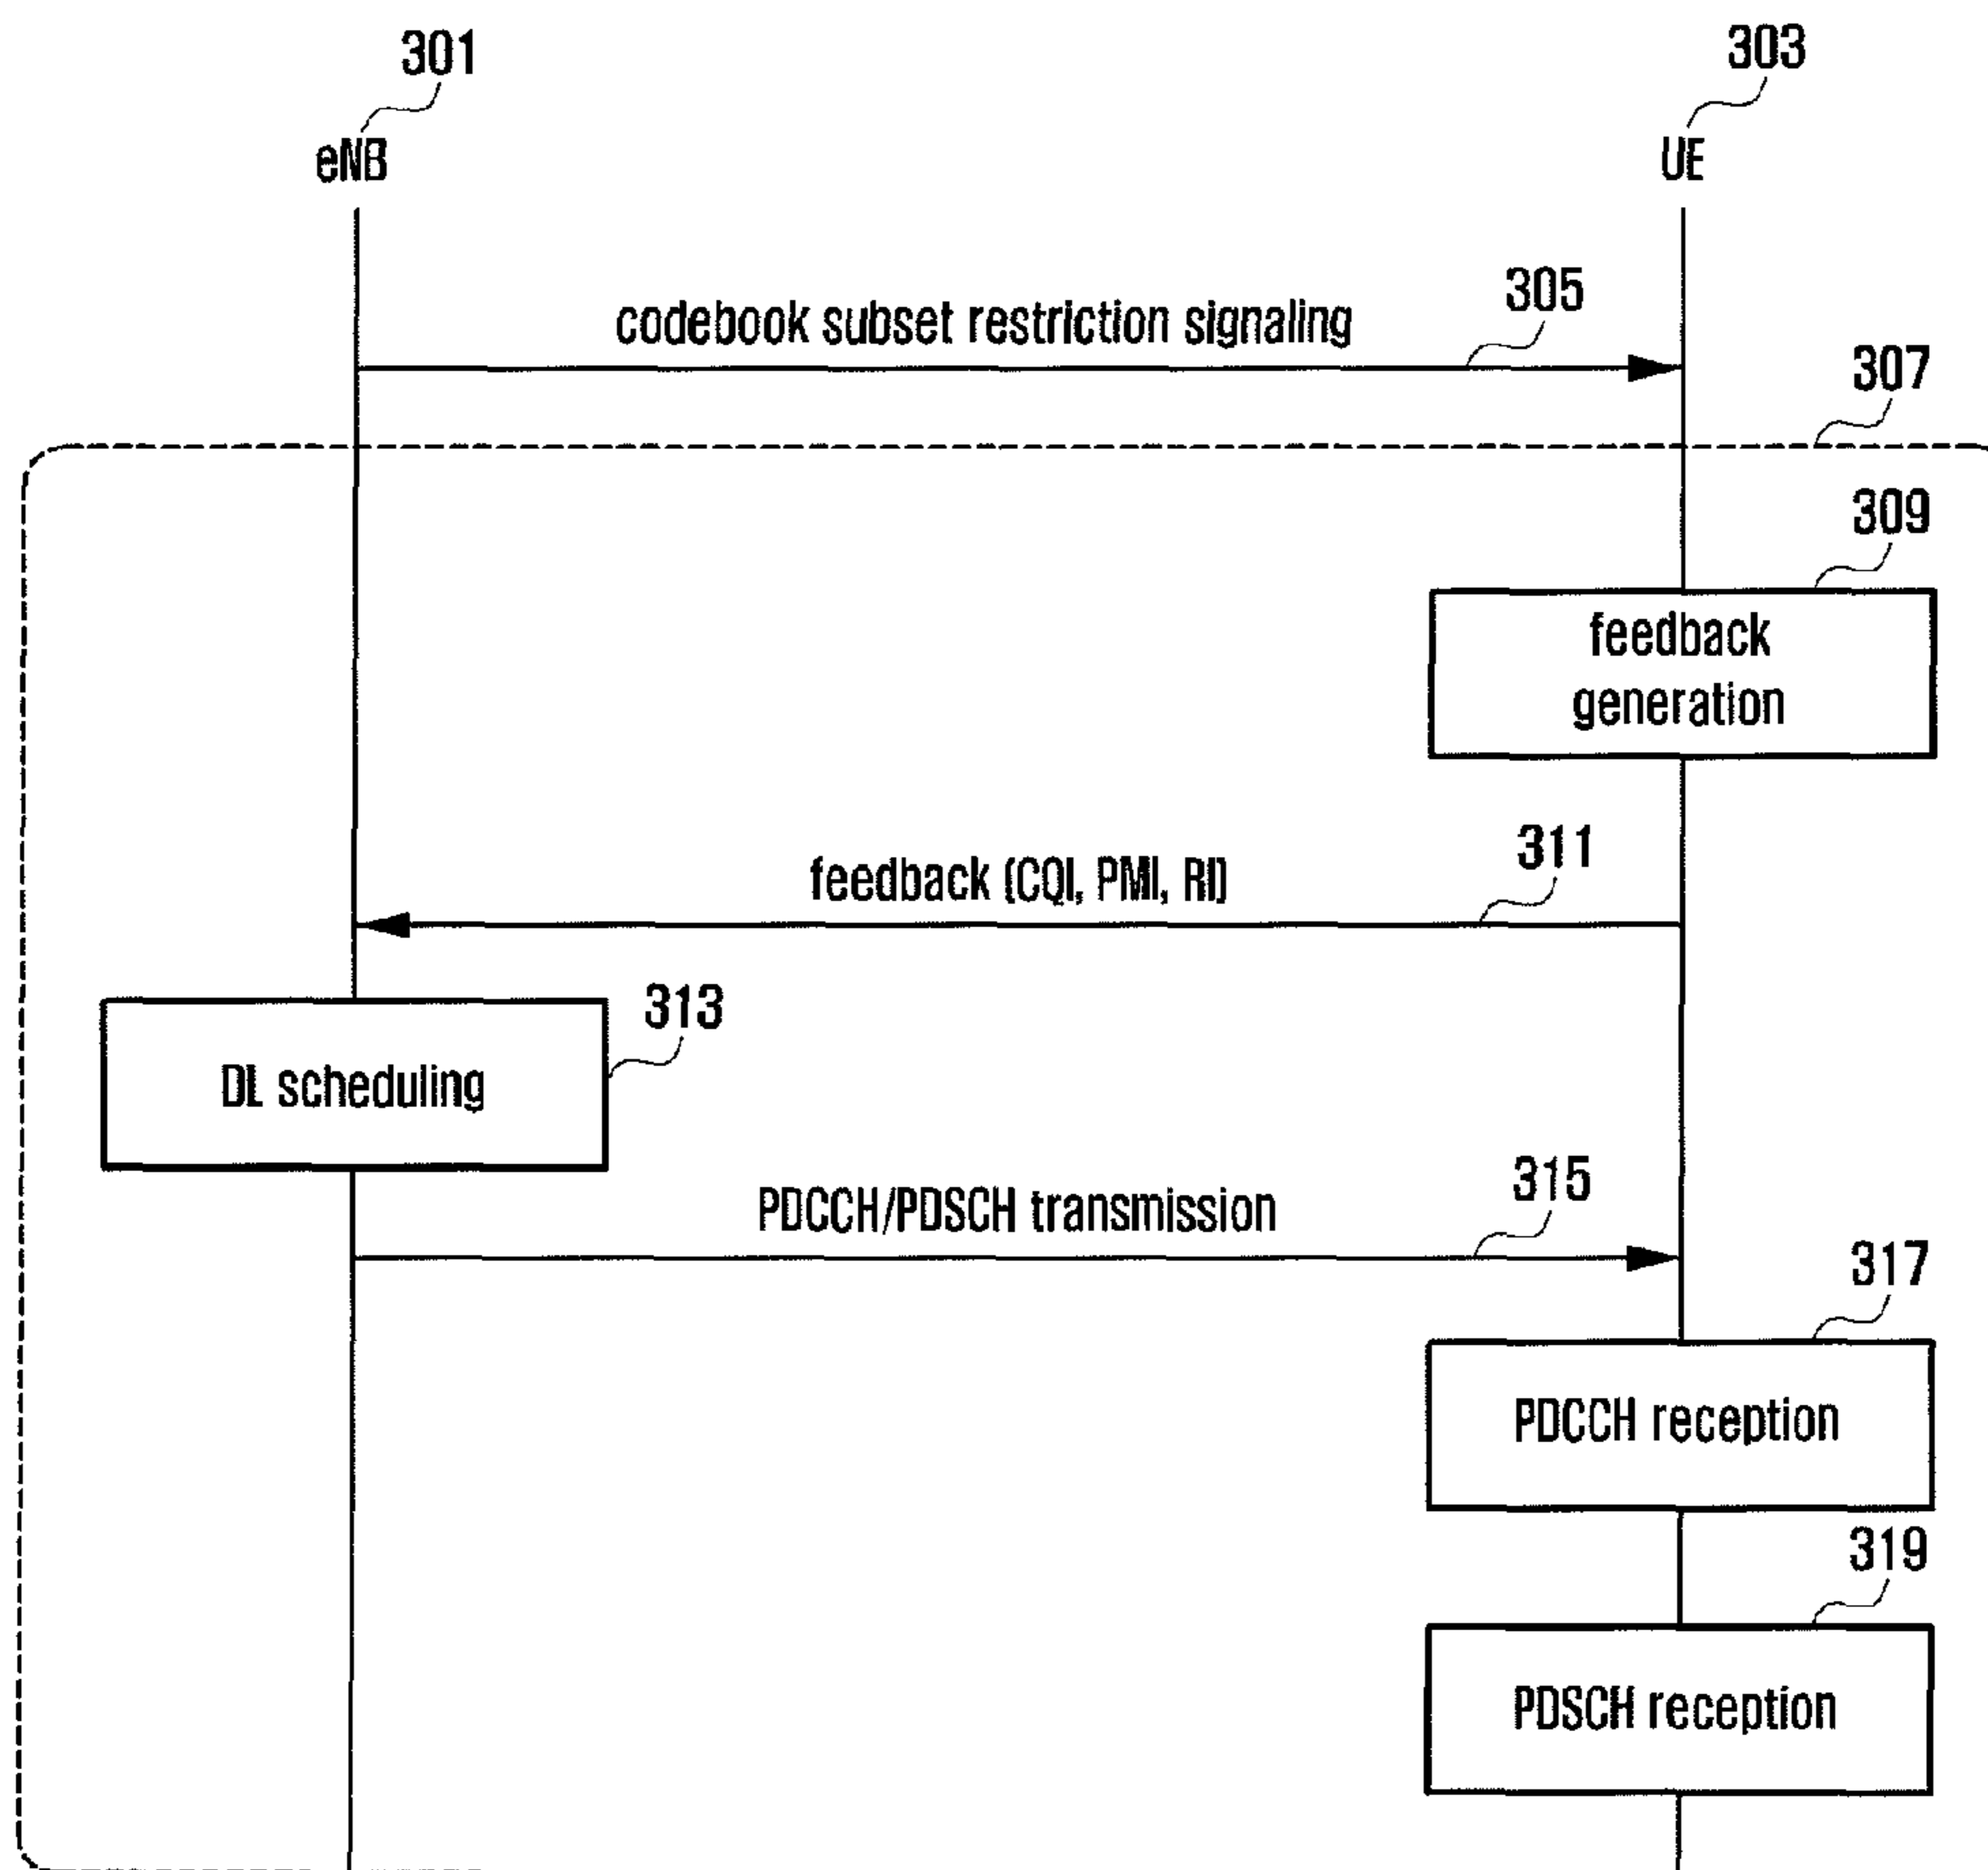 301
303
eNB
UE
305
codebook subset restriction signaling
307
309
feedback
generation
311
feedback (CQI, PMI, RI)
313
DL scheduling
315
PDCCH/PDSCH transmission
317
PDCCH reception
319
PDSCH reception